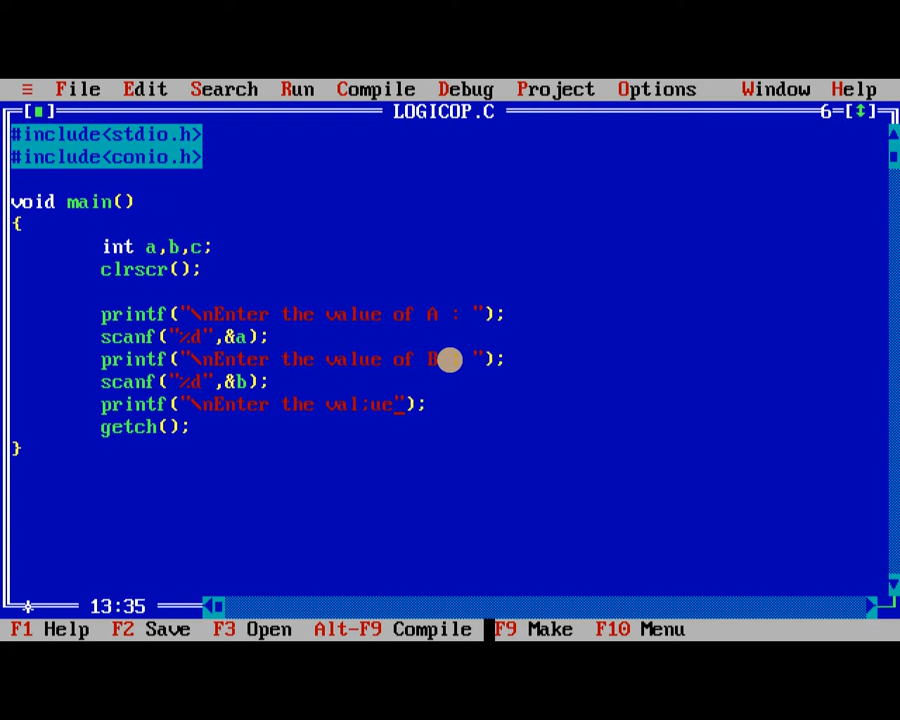 ≡ File Edit Search Run Compile Debug Project Options Window Help
[■] LOGICOP.C 6=[↕]
#include<stdio.h>
#include<conio.h>
void main()
{
int a,b,c;
clrscr();
printf("\nEnter the value of A : ");
scanf("%d",&a);
printf("\nEnter the value of B ");
scanf("%d",&b);
printf("\nEnter the val;ue");
getch();
}
13:35
F1 Help F2 Save F3 Open Alt-F9 Compile F9 Make F10 Menu